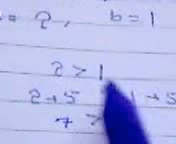 = 2, b = 1
2 > 1
2+5 1+5
7 >